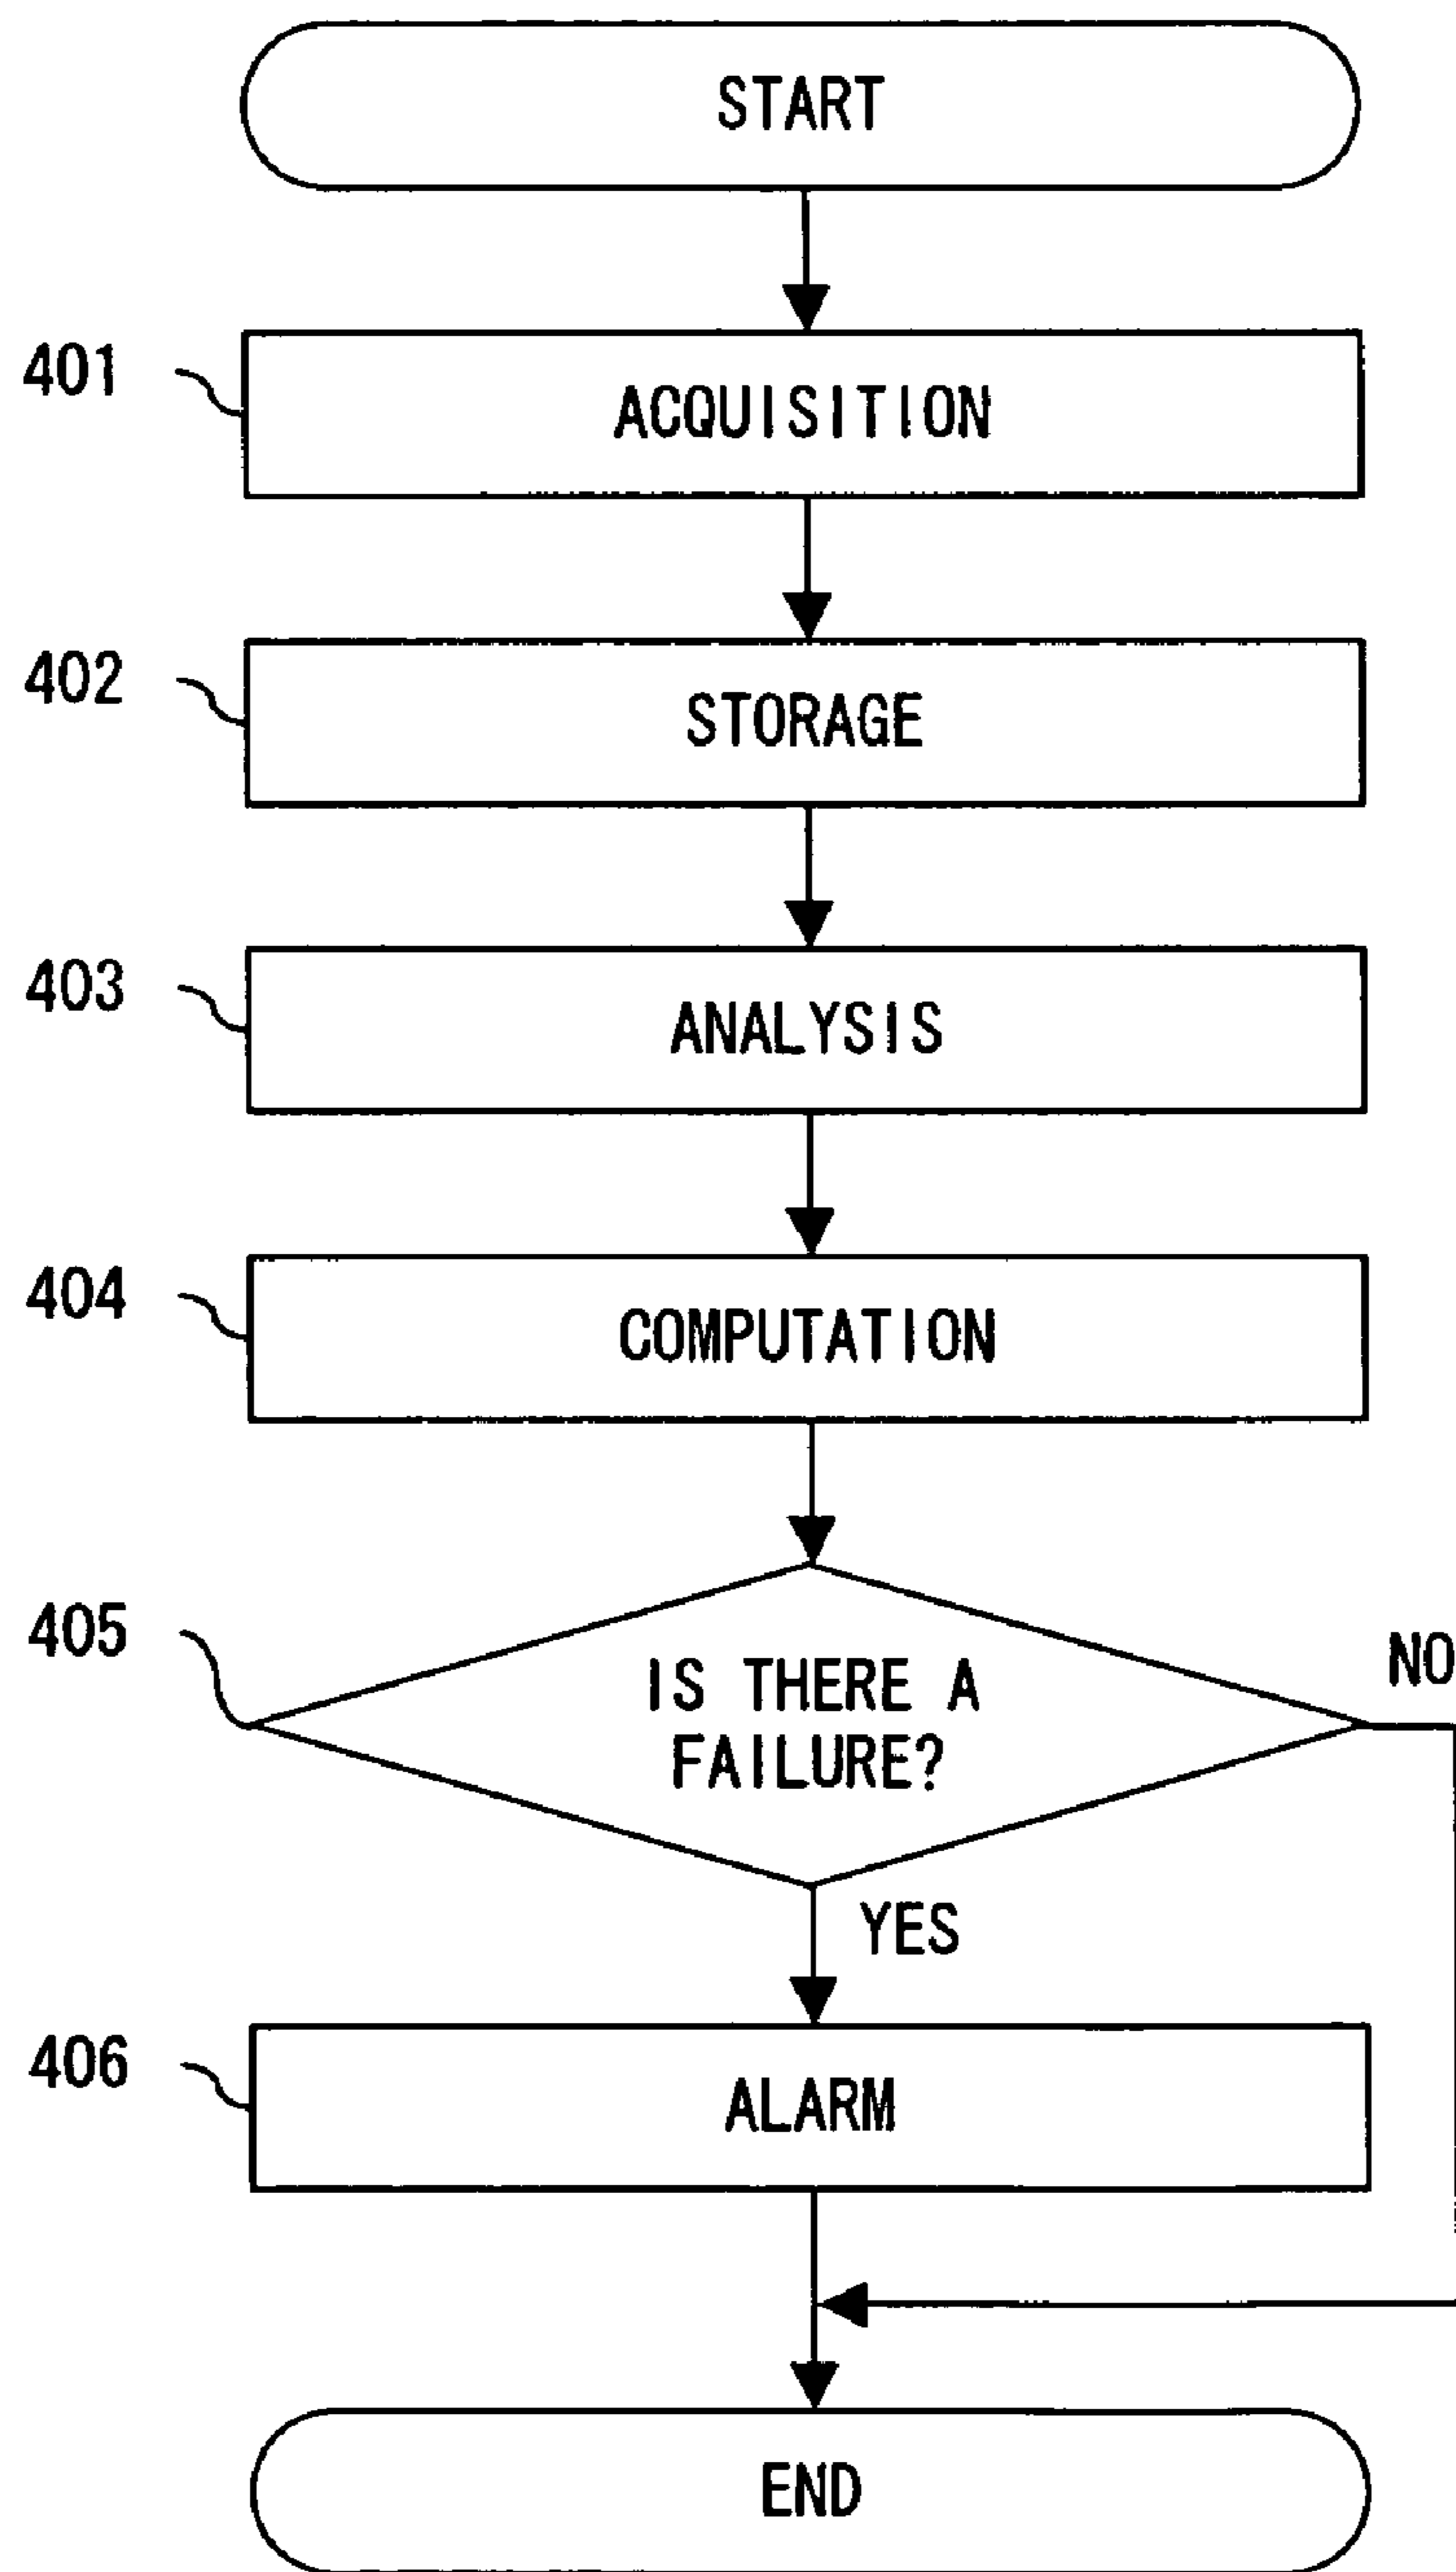 START
401
ACQUISITION
402
STORAGE
403
ANALYSIS
404
COMPUTATION
405
IS THERE A
FAILURE?
NO
YES
406
ALARM
END